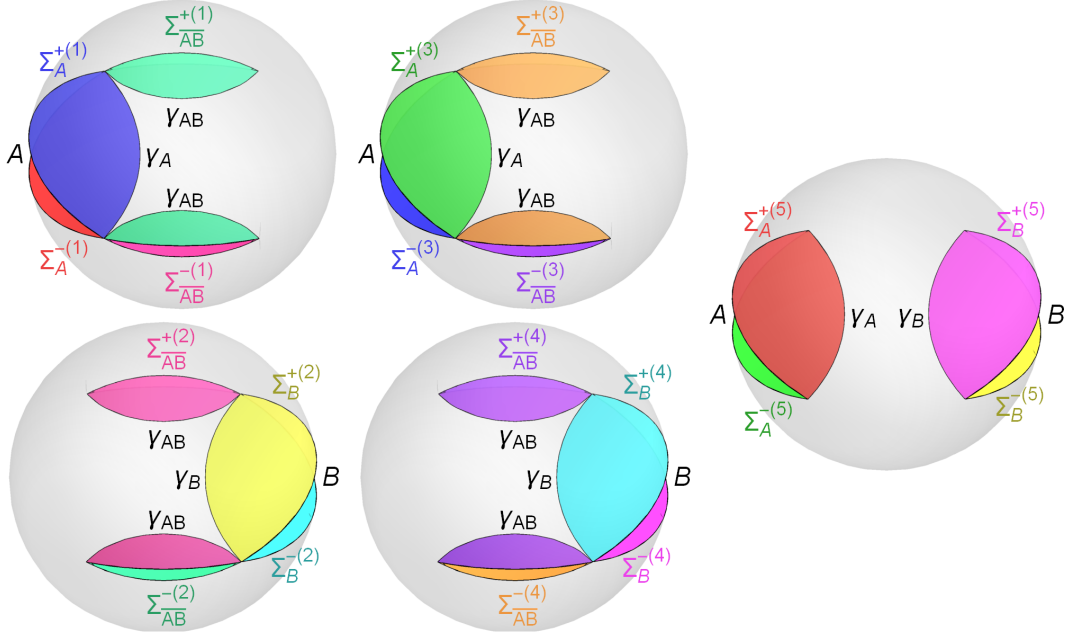 Σ_A^{+(1)}
Σ_{\overline{AB}}^{+(1)}
γ_{AB}
A
γ_A
γ_{AB}
Σ_A^{-(1)}
Σ_{\overline{AB}}^{-(1)}
Σ_A^{+(3)}
Σ_{\overline{AB}}^{+(3)}
γ_{AB}
A
γ_A
γ_{AB}
Σ_A^{-(3)}
Σ_{\overline{AB}}^{-(3)}
Σ_{\overline{AB}}^{+(2)}
Σ_B^{+(2)}
γ_{AB}
γ_B
B
γ_{AB}
Σ_B^{-(2)}
Σ_{\overline{AB}}^{-(2)}
Σ_{\overline{AB}}^{+(4)}
Σ_B^{+(4)}
γ_{AB}
γ_B
B
γ_{AB}
Σ_B^{-(4)}
Σ_{\overline{AB}}^{-(4)}
Σ_A^{+(5)}
Σ_B^{+(5)}
A
γ_A
γ_B
B
Σ_A^{-(5)}
Σ_B^{-(5)}